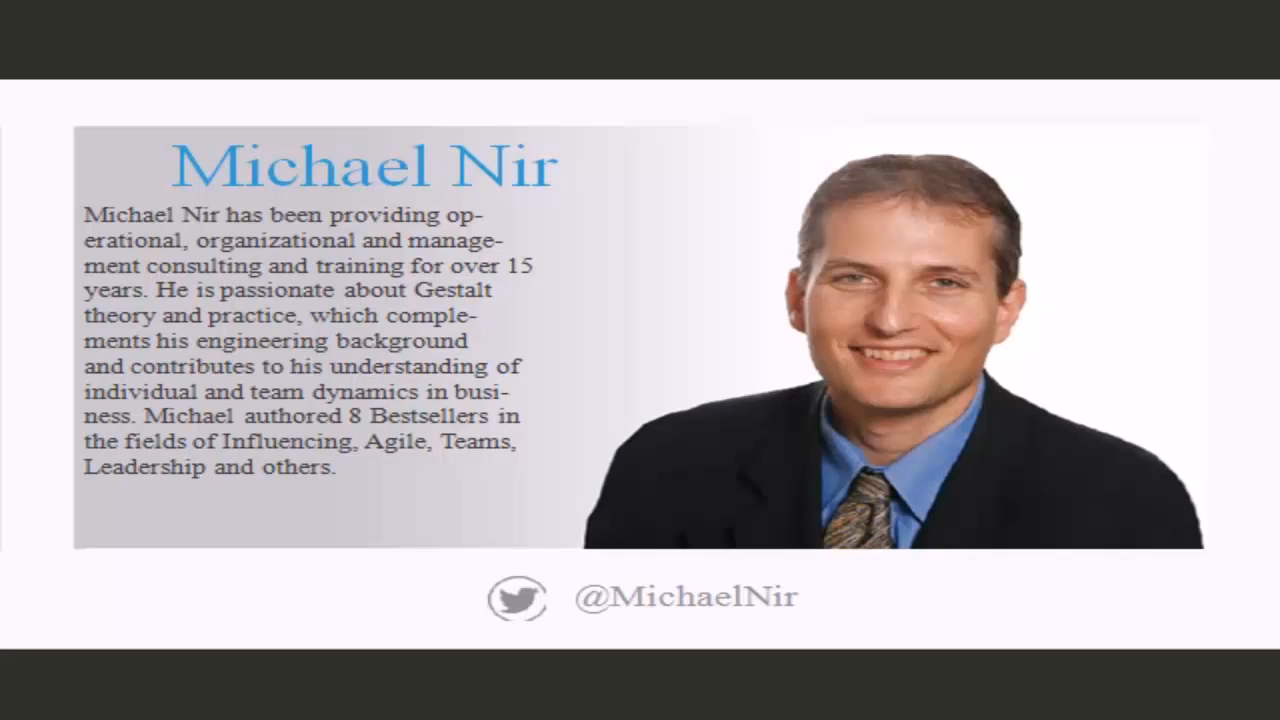 Michael Nir
Michael Nir has been providing op-
erational, organizational and manage-
ment consulting and training for over 15
years. He is passionate about Gestalt
theory and practice, which comple-
ments his engineering background
and contributes to his understanding of
individual and team dynamics in busi-
ness. Michael authored 8 Bestsellers in
the fields of Influencing, Agile, Teams,
Leadership and others.
@MichaelNir